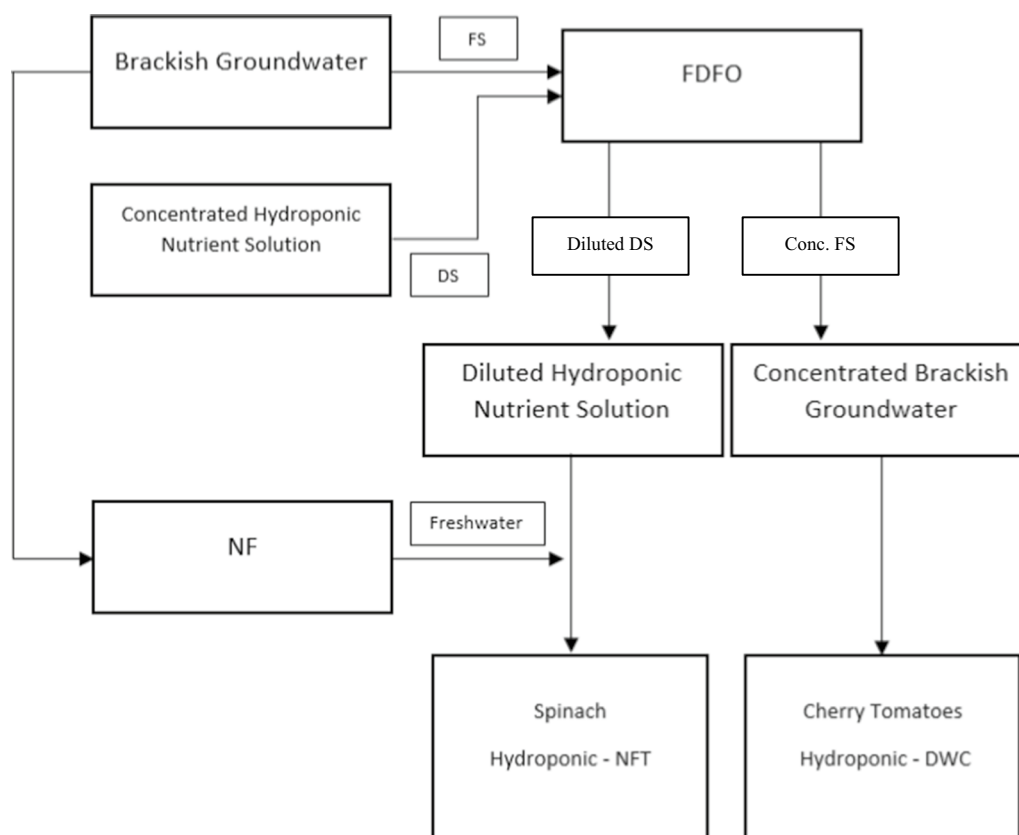 FS
Brackish Groundwater
FDFO
Concentrated Hydroponic
Nutrient Solution
DS
Diluted DS
Conc. FS
Diluted Hydroponic
Nutrient Solution
Concentrated Brackish
Groundwater
Freshwater
NF
Spinach
Hydroponic - NFT
Cherry Tomatoes
Hydroponic - DWC